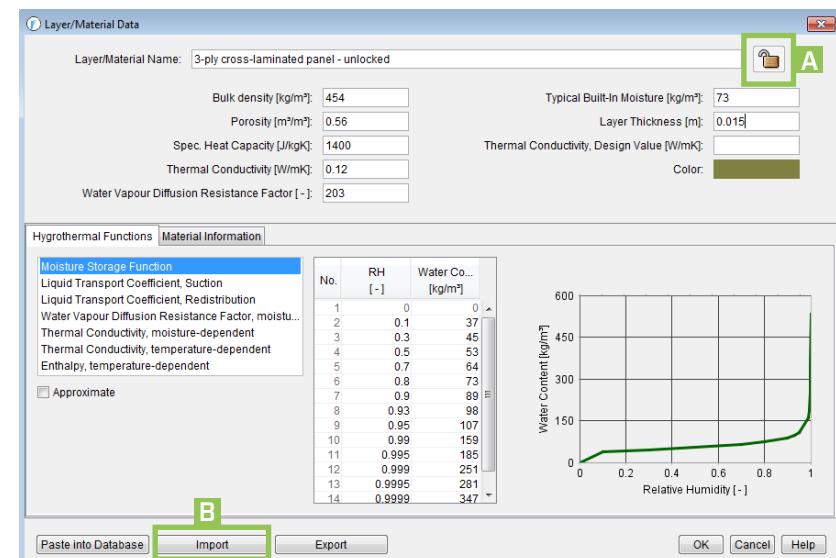 Layer/Material Data
Layer/Material Name: 3-ply cross-laminated panel - unlocked
A
Bulk density [kg/m³]: 454
Typical Built-In Moisture [kg/m³]: 73
Porosity [m³/m³]: 0.56
Layer Thickness [m]: 0.015
Spec. Heat Capacity [J/kgK]: 1400
Thermal Conductivity, Design Value [W/mK]:
Thermal Conductivity [W/mK]: 0.12
Color:
Water Vapour Diffusion Resistance Factor [ - ]: 203
Hygrothermal Functions Material Information
Moisture Storage Function
Liquid Transport Coefficient, Suction
Liquid Transport Coefficient, Redistribution
Water Vapour Diffusion Resistance Factor, moistu...
Thermal Conductivity, moisture-dependent
Thermal Conductivity, temperature-dependent
Enthalpy, temperature-dependent
Approximate
No. RH [ - ] Water Co... [kg/m³]
1 0 0
2 0.1 37
3 0.3 45
4 0.5 53
5 0.7 64
6 0.8 73
7 0.9 89
8 0.93 98
9 0.95 107
10 0.99 159
11 0.995 185
12 0.999 251
13 0.9995 281
14 0.9999 347
Water Content [kg/m³]
600
450
300
150
0
0 0.2 0.4 0.6 0.8 1
Relative Humidity [ - ]
B
Paste into Database Import Export OK Cancel Help